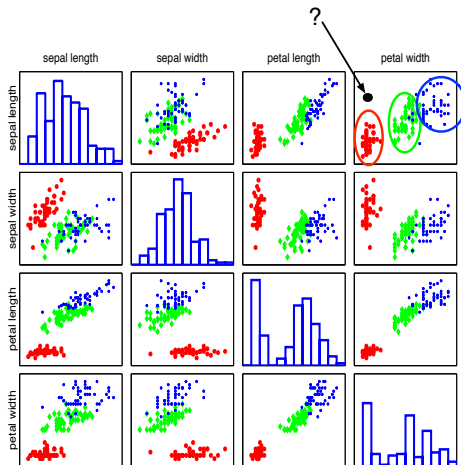 ?
sepal length sepal width petal length petal width
sepal length
sepal width
petal length
petal width